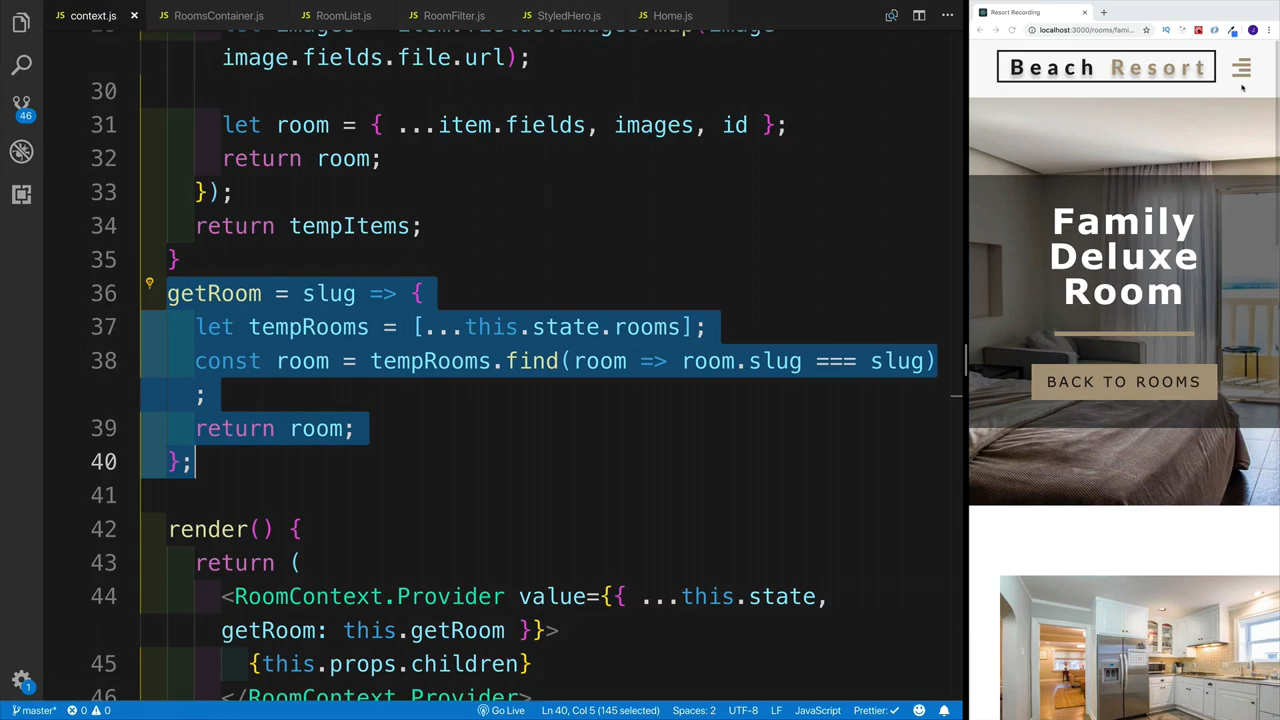 context.js
RoomsContainer.js
RoomList.js
RoomFilter.js
StyledHero.js
Home.js
image.fields.file.url);
30
31 let room = { ...item.fields, images, id };
32 return room;
33 });
34 return tempItems;
35 }
36 getRoom = slug => {
37 let tempRooms = [...this.state.rooms];
38 const room = tempRooms.find(room => room.slug === slug)
;
39 return room;
40 };
41
42 render() {
43 return (
44 <RoomContext.Provider value={{ ...this.state,
getRoom: this.getRoom }}>
45 {this.props.children}
46 </RoomContext.Provider>
46
1
master*
0
0
Go Live
Ln 40, Col 5 (145 selected)
Spaces: 2
UTF-8
LF
JavaScript
Prettier: ✓
Resort Recording
localhost:3000/rooms/fami...
Beach Resort
Family
Deluxe
Room
BACK TO ROOMS